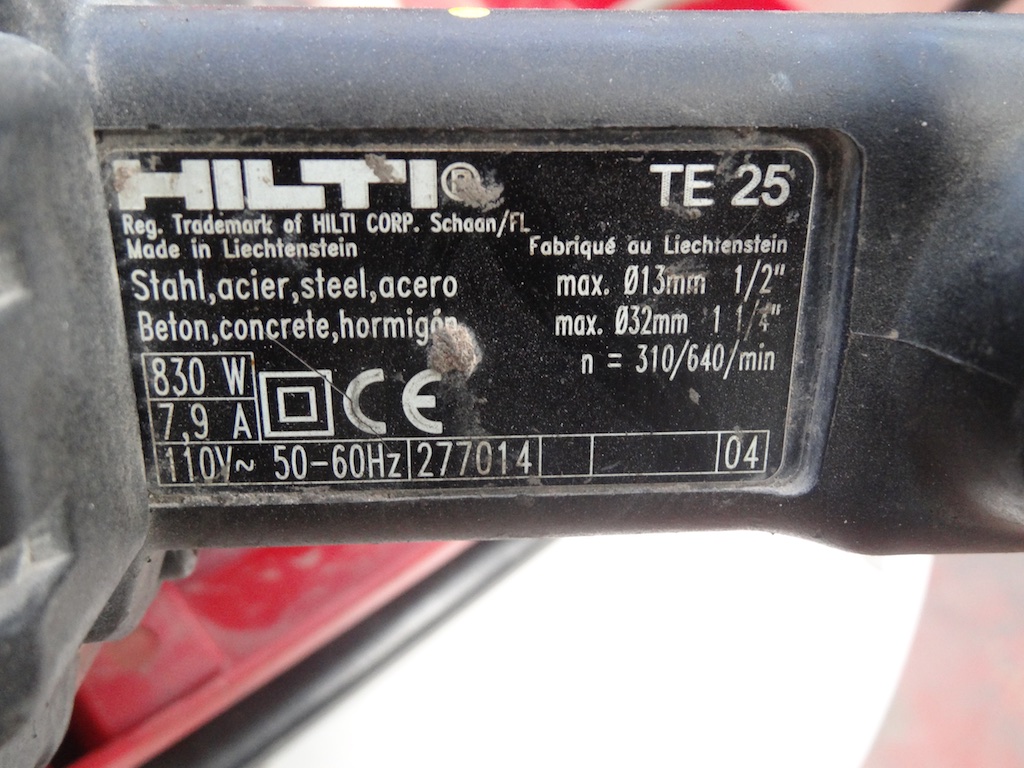 HILTI® TE 25
Reg. Trademark of HILTI CORP. Schaan/FL
Made in Liechtenstein Fabriqué au Liechtenstein
Stahl,acier,steel,acero max. Ø13mm 1/2"
Beton,concrete,hormigón max. Ø32mm 1 1/4"
n = 310/640/min
830 W
7,9 A CE
110V~ 50-60Hz 277014 04